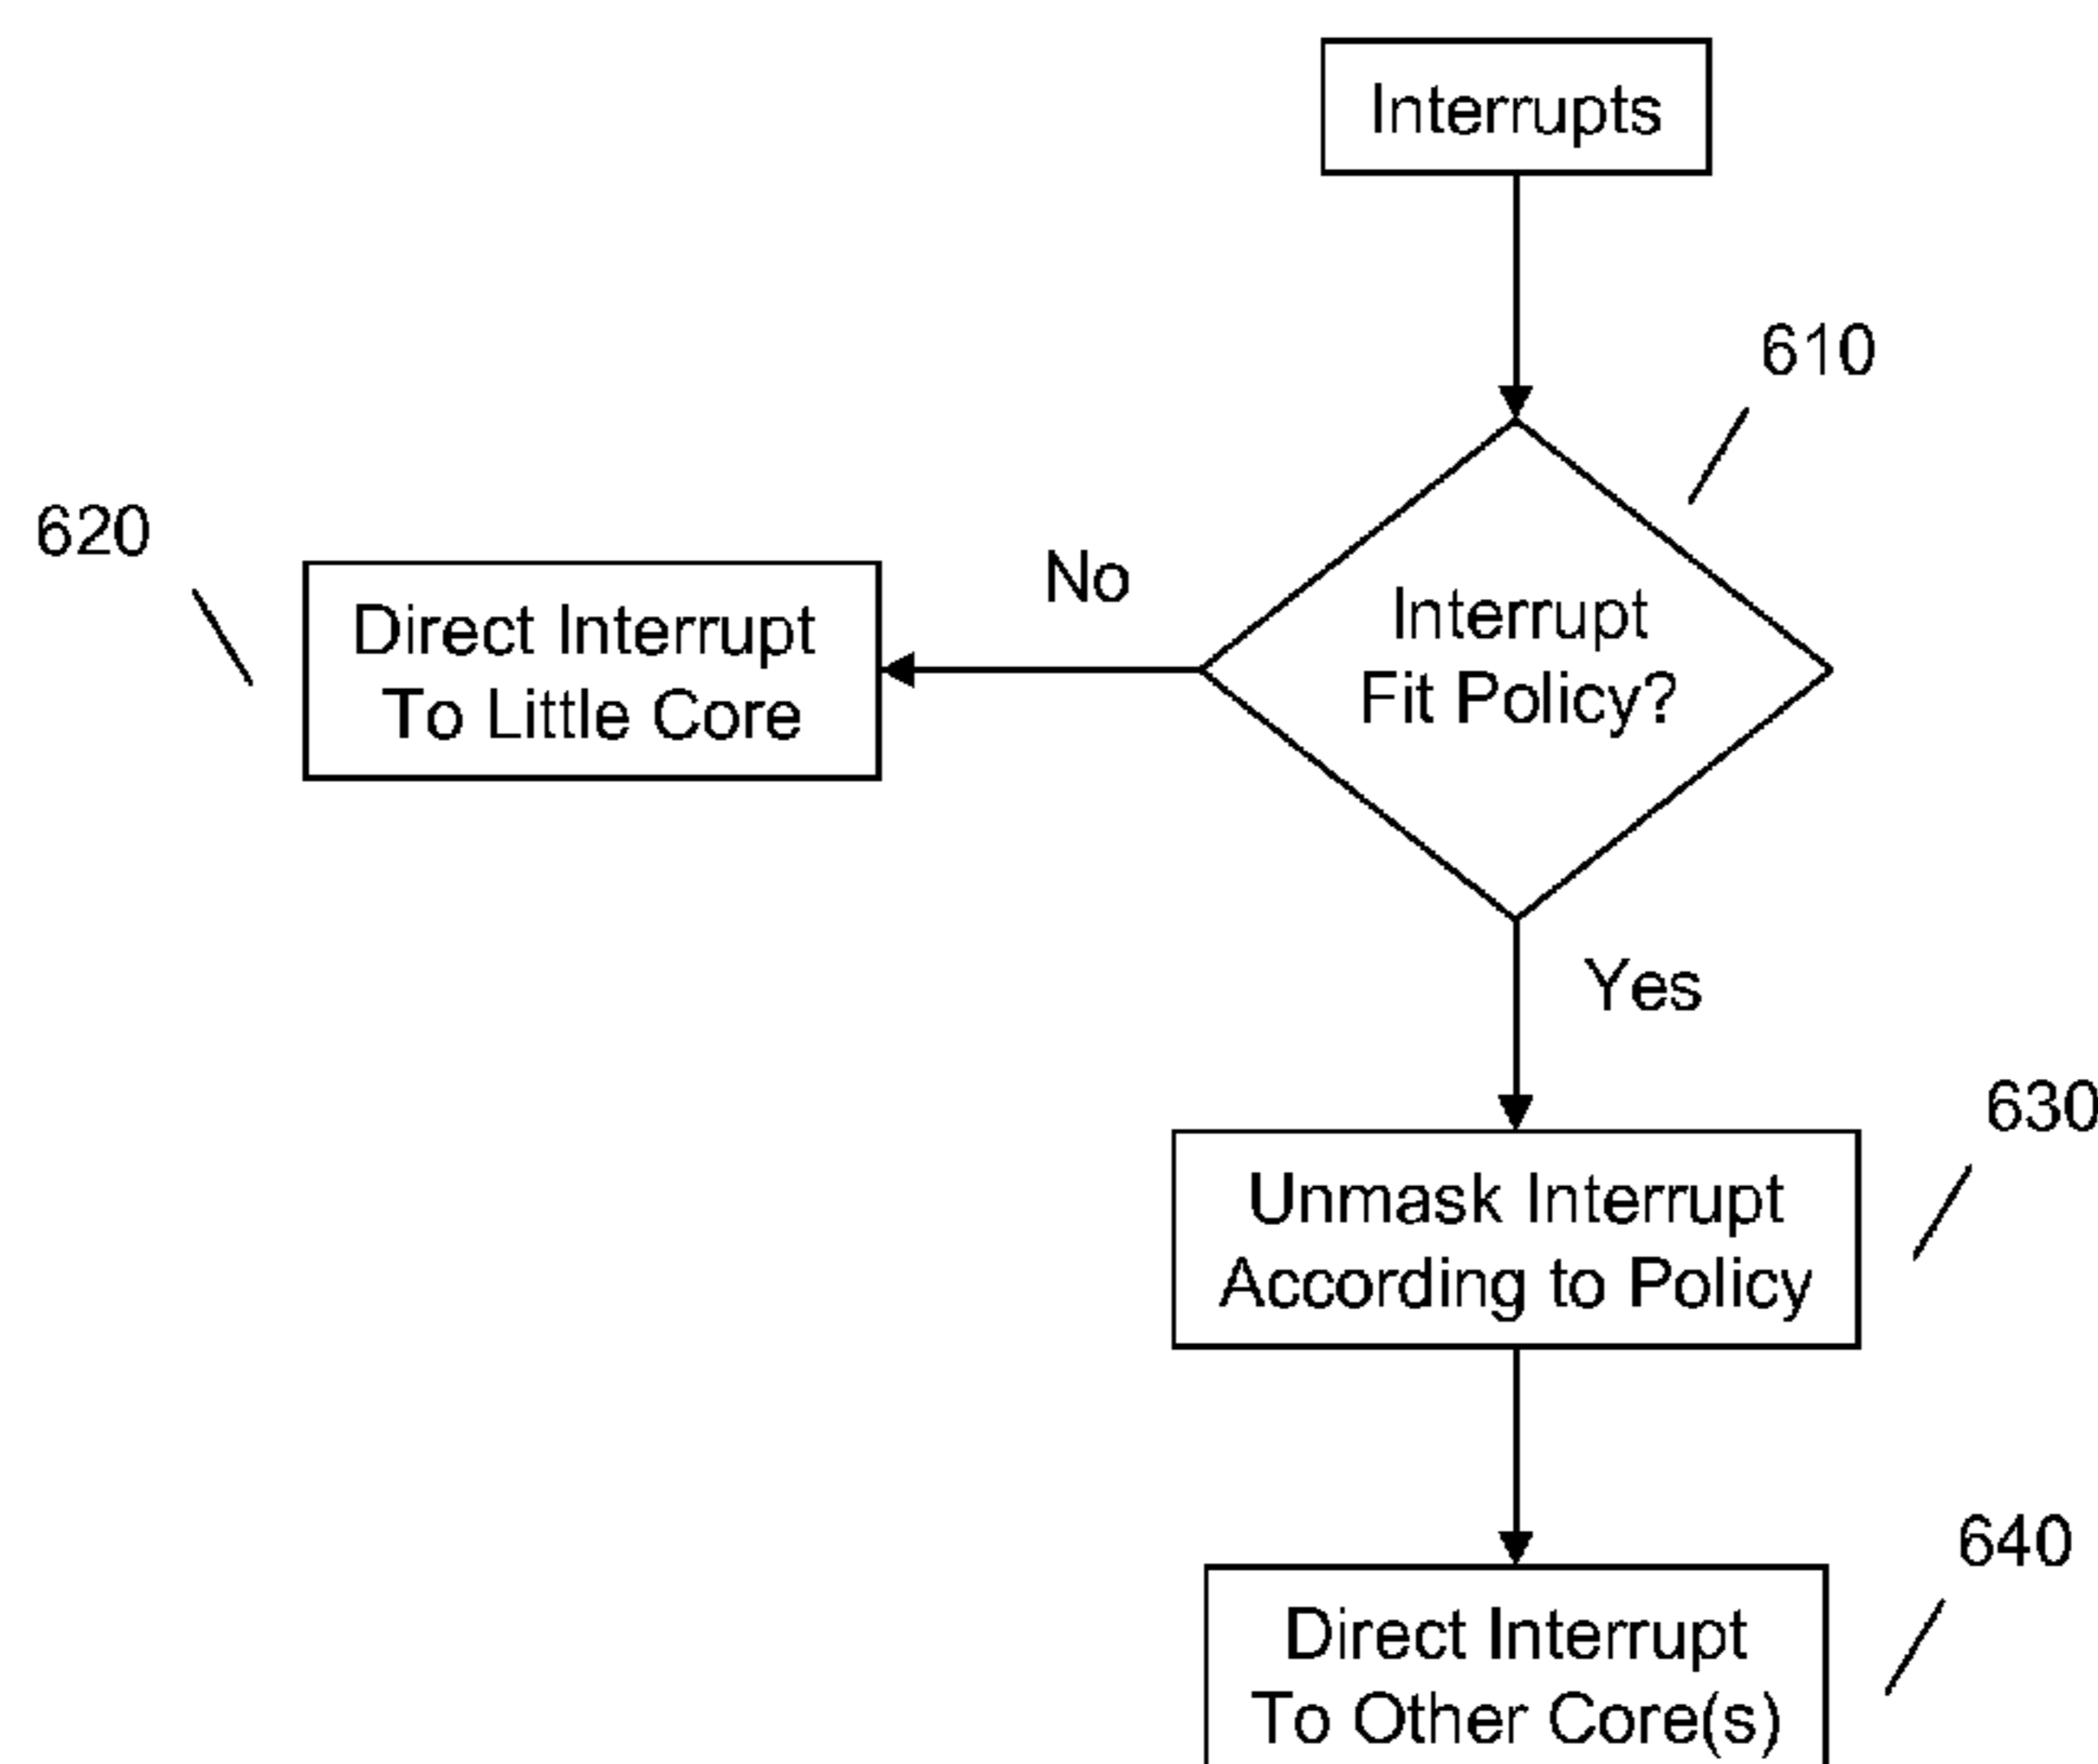 Interrupts
610
Interrupt
Fit Policy?
No
620
Direct Interrupt
To Little Core
Yes
630
Unmask Interrupt
According to Policy
640
Direct Interrupt
To Other Core(s)